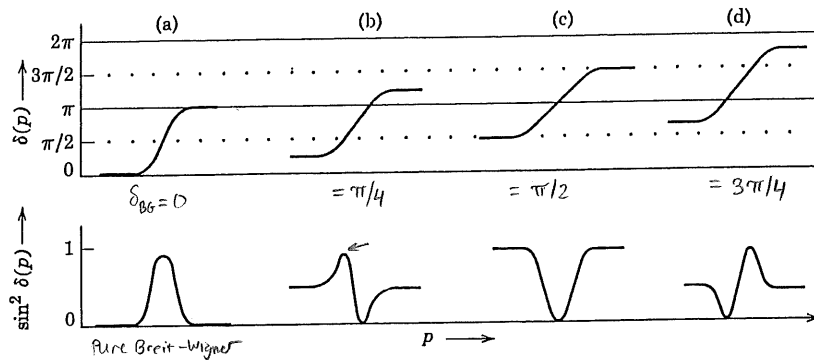 (a) (b) (c) (d)
2π
3π/2
π
π/2
0
δ(p) →
δ_BG = 0 = π/4 = π/2 = 3π/4
1
0
sin² δ(p) →
Pure Breit-Wigner
p →